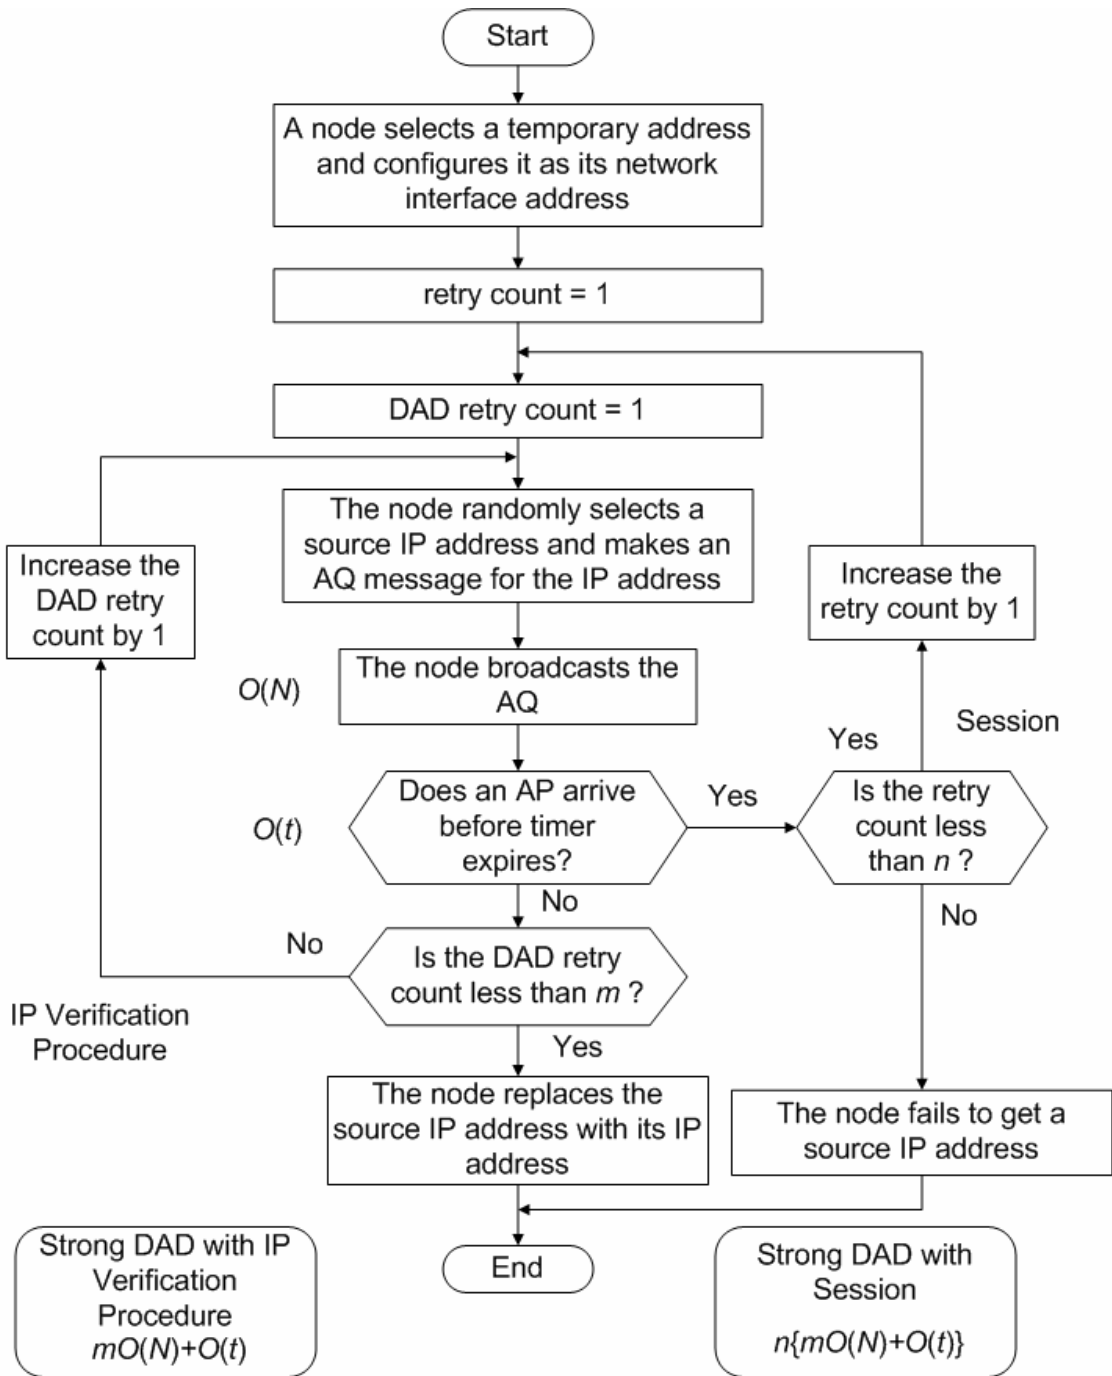 Start
A node selects a temporary address
and configures it as its network
interface address
retry count = 1
DAD retry count = 1
The node randomly selects a
source IP address and makes an
AQ message for the IP address
Increase the
DAD retry
count by 1
Increase the
retry count by 1
The node broadcasts the
AQ
O(N)
Session
Yes
Does an AP arrive
before timer
expires?
O(t)
Yes
Is the retry
count less
than n ?
No
No
No
Is the DAD retry
count less than m ?
IP Verification
Procedure
Yes
The node replaces the
source IP address with its IP
address
The node fails to get a
source IP address
End
Strong DAD with IP
Verification
Procedure
mO(N)+O(t)
Strong DAD with
Session
n{mO(N)+O(t)}